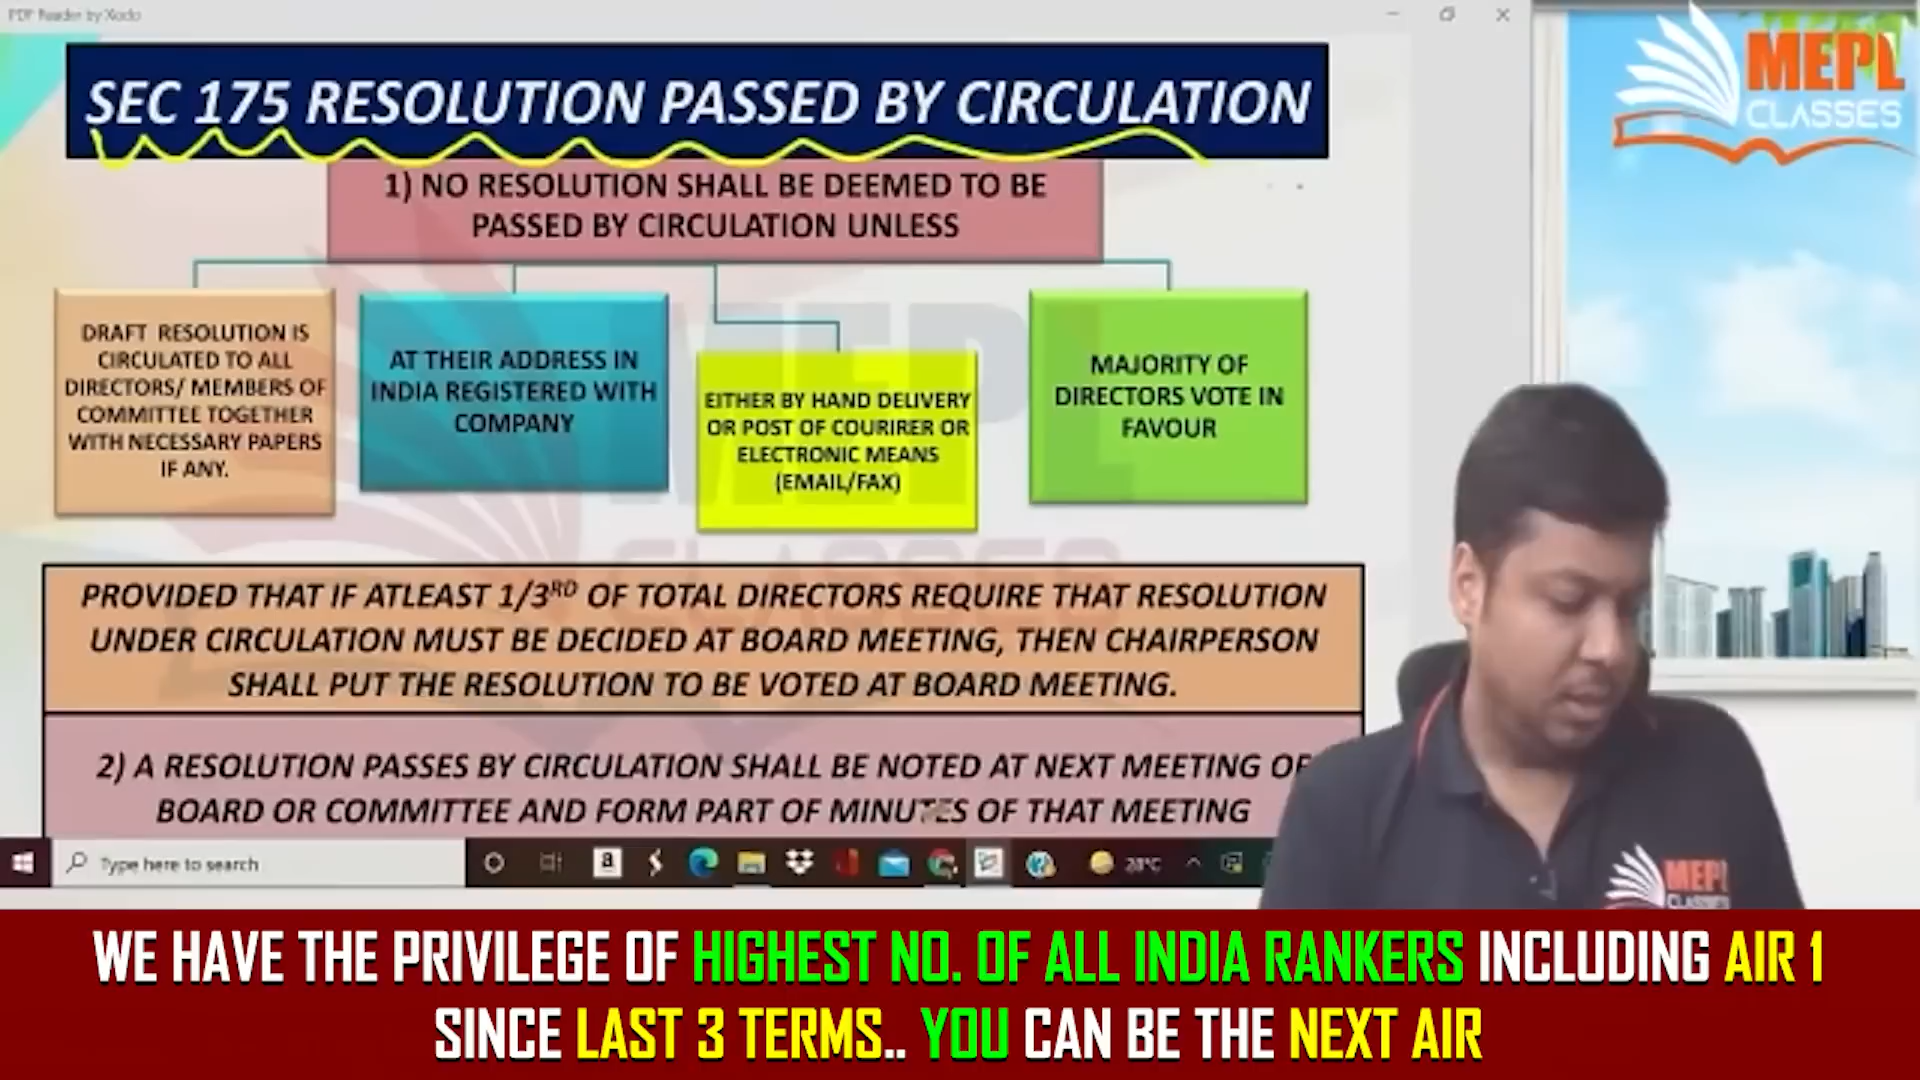 PDF Reader by Xodo
MEPL
CLASSES
SEC 175 RESOLUTION PASSED BY CIRCULATION
1) NO RESOLUTION SHALL BE DEEMED TO BE
PASSED BY CIRCULATION UNLESS
DRAFT RESOLUTION IS
CIRCULATED TO ALL
DIRECTORS/ MEMBERS OF
COMMITTEE TOGETHER
WITH NECESSARY PAPERS
IF ANY.
AT THEIR ADDRESS IN
INDIA REGISTERED WITH
COMPANY
EITHER BY HAND DELIVERY
OR POST OF COURIRER OR
ELECTRONIC MEANS
(EMAIL/FAX)
MAJORITY OF
DIRECTORS VOTE IN
FAVOUR
MEPL
CLASSES
PROVIDED THAT IF ATLEAST 1/3RD OF TOTAL DIRECTORS REQUIRE THAT RESOLUTION
UNDER CIRCULATION MUST BE DECIDED AT BOARD MEETING, THEN CHAIRPERSON
SHALL PUT THE RESOLUTION TO BE VOTED AT BOARD MEETING.
2) A RESOLUTION PASSES BY CIRCULATION SHALL BE NOTED AT NEXT MEETING OF
BOARD OR COMMITTEE AND FORM PART OF MINUTES OF THAT MEETING
Type here to search
28°C
MEPL
CLASSES
WE HAVE THE PRIVILEGE OF HIGHEST NO. OF ALL INDIA RANKERS INCLUDING AIR 1
SINCE LAST 3 TERMS.. YOU CAN BE THE NEXT AIR